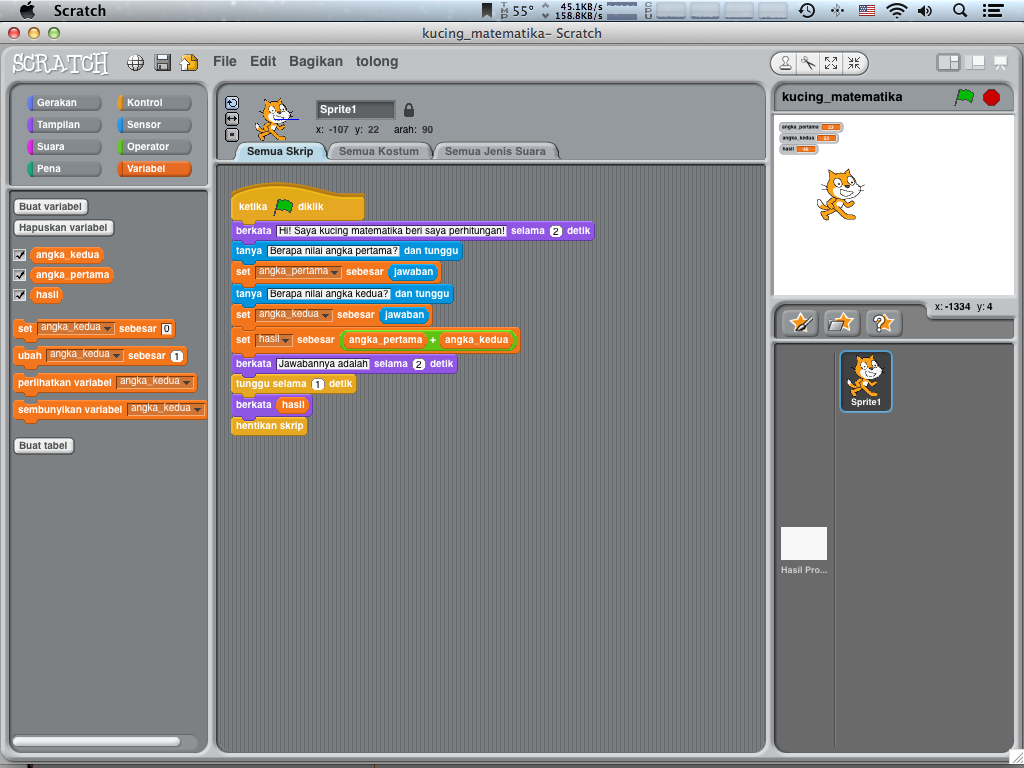 Scratch
55°
45.1KB/s
158.8KB/s
kucing_matematika- Scratch
SCRATCH
File Edit Bagikan tolong
Gerakan Kontrol
Tampilan Sensor
Suara Operator
Pena Variabel
Buat variabel
Hapuskan variabel
angka_kedua
angka_pertama
hasil
set angka_kedua sebesar 0
ubah angka_kedua sebesar 1
perlihatkan variabel angka_kedua
sembunyikan variabel angka_kedua
Buat tabel
Sprite1
x: -107 y: 22 arah: 90
Semua Skrip Semua Kostum Semua Jenis Suara
ketika diklik
berkata Hi! Saya kucing matematika beri saya perhitungan! selama 2 detik
tanya Berapa nilai angka pertama? dan tunggu
set angka_pertama sebesar jawaban
tanya Berapa nilai angka kedua? dan tunggu
set angka_kedua sebesar jawaban
set hasil sebesar angka_pertama + angka_kedua
berkata Jawabannya adalah selama 2 detik
tunggu selama 1 detik
berkata hasil
hentikan skrip
kucing_matematika
angka_pertama
angka_kedua
hasil
x: -1334 y: 4
Sprite1
Hasil Pro...